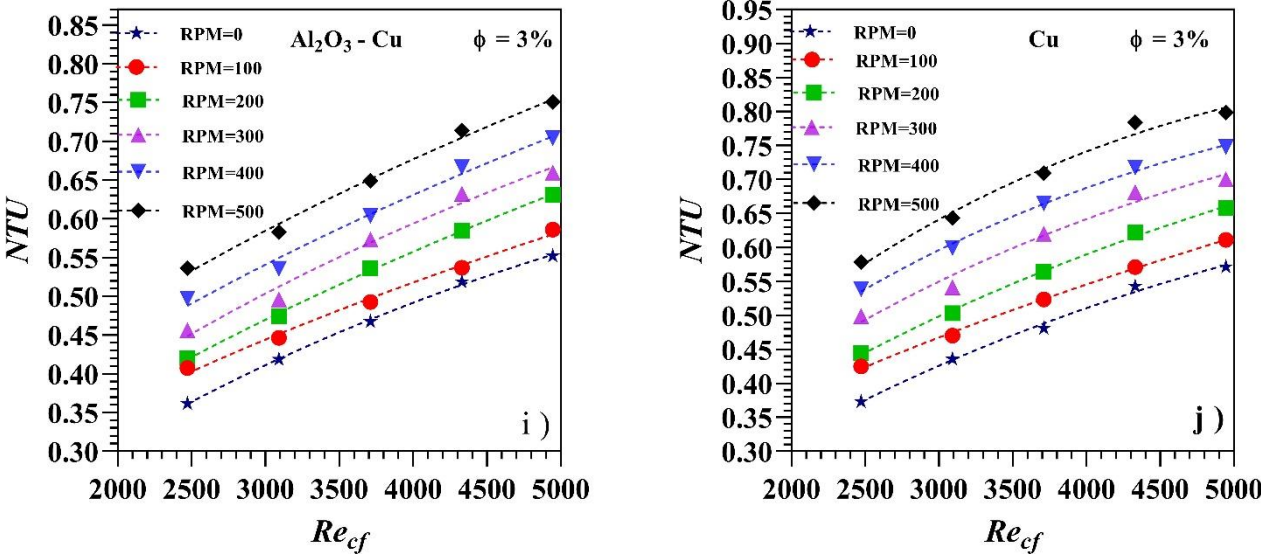 Al₂O₃ - Cu ϕ = 3%
RPM=0
RPM=100
RPM=200
RPM=300
RPM=400
RPM=500
NTU
0.85
0.80
0.75
0.70
0.65
0.60
0.55
0.50
0.45
0.40
0.35
0.30
2000 2500 3000 3500 4000 4500 5000
Re_cf
i )
Cu ϕ = 3%
RPM=0
RPM=100
RPM=200
RPM=300
RPM=400
RPM=500
NTU
0.95
0.90
0.85
0.80
0.75
0.70
0.65
0.60
0.55
0.50
0.45
0.40
0.35
0.30
2000 2500 3000 3500 4000 4500 5000
Re_cf
j )